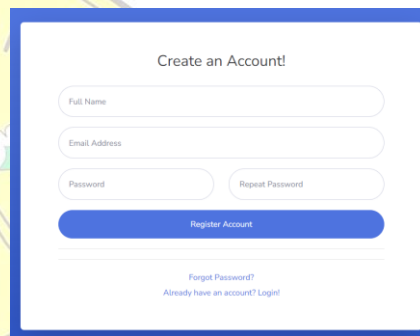 Create an Account!
Full Name
Email Address
Password Repeat Password
Register Account
Forgot Password?
Already have an account? Login!